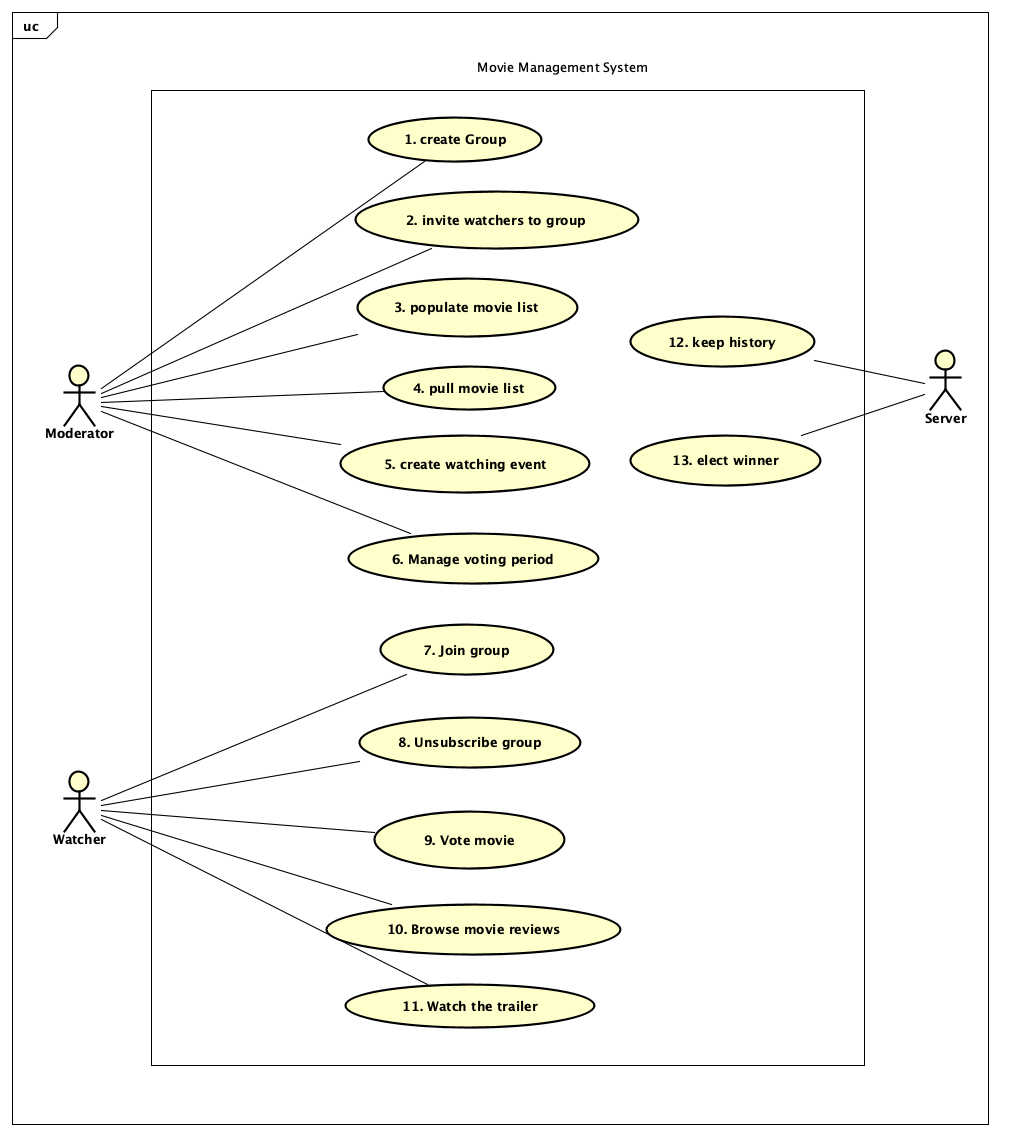 uc
Movie Management System
1. create Group
2. invite watchers to group
3. populate movie list
12. keep history
4. pull movie list
Moderator
Server
5. create watching event
13. elect winner
6. Manage voting period
7. Join group
8. Unsubscribe group
Watcher
9. Vote movie
10. Browse movie reviews
11. Watch the trailer